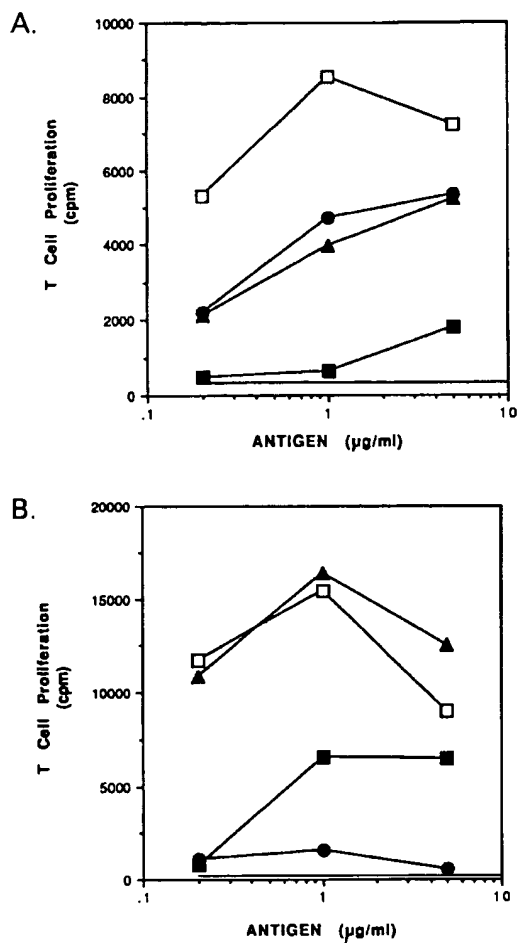 A.
10000
8000
6000
4000
2000
0
T Cell Proliferation
(cpm)
.1
1
10
ANTIGEN (µg/ml)
B.
20000
15000
10000
5000
0
T Cell Proliferation
(cpm)
.1
1
10
ANTIGEN (µg/ml)